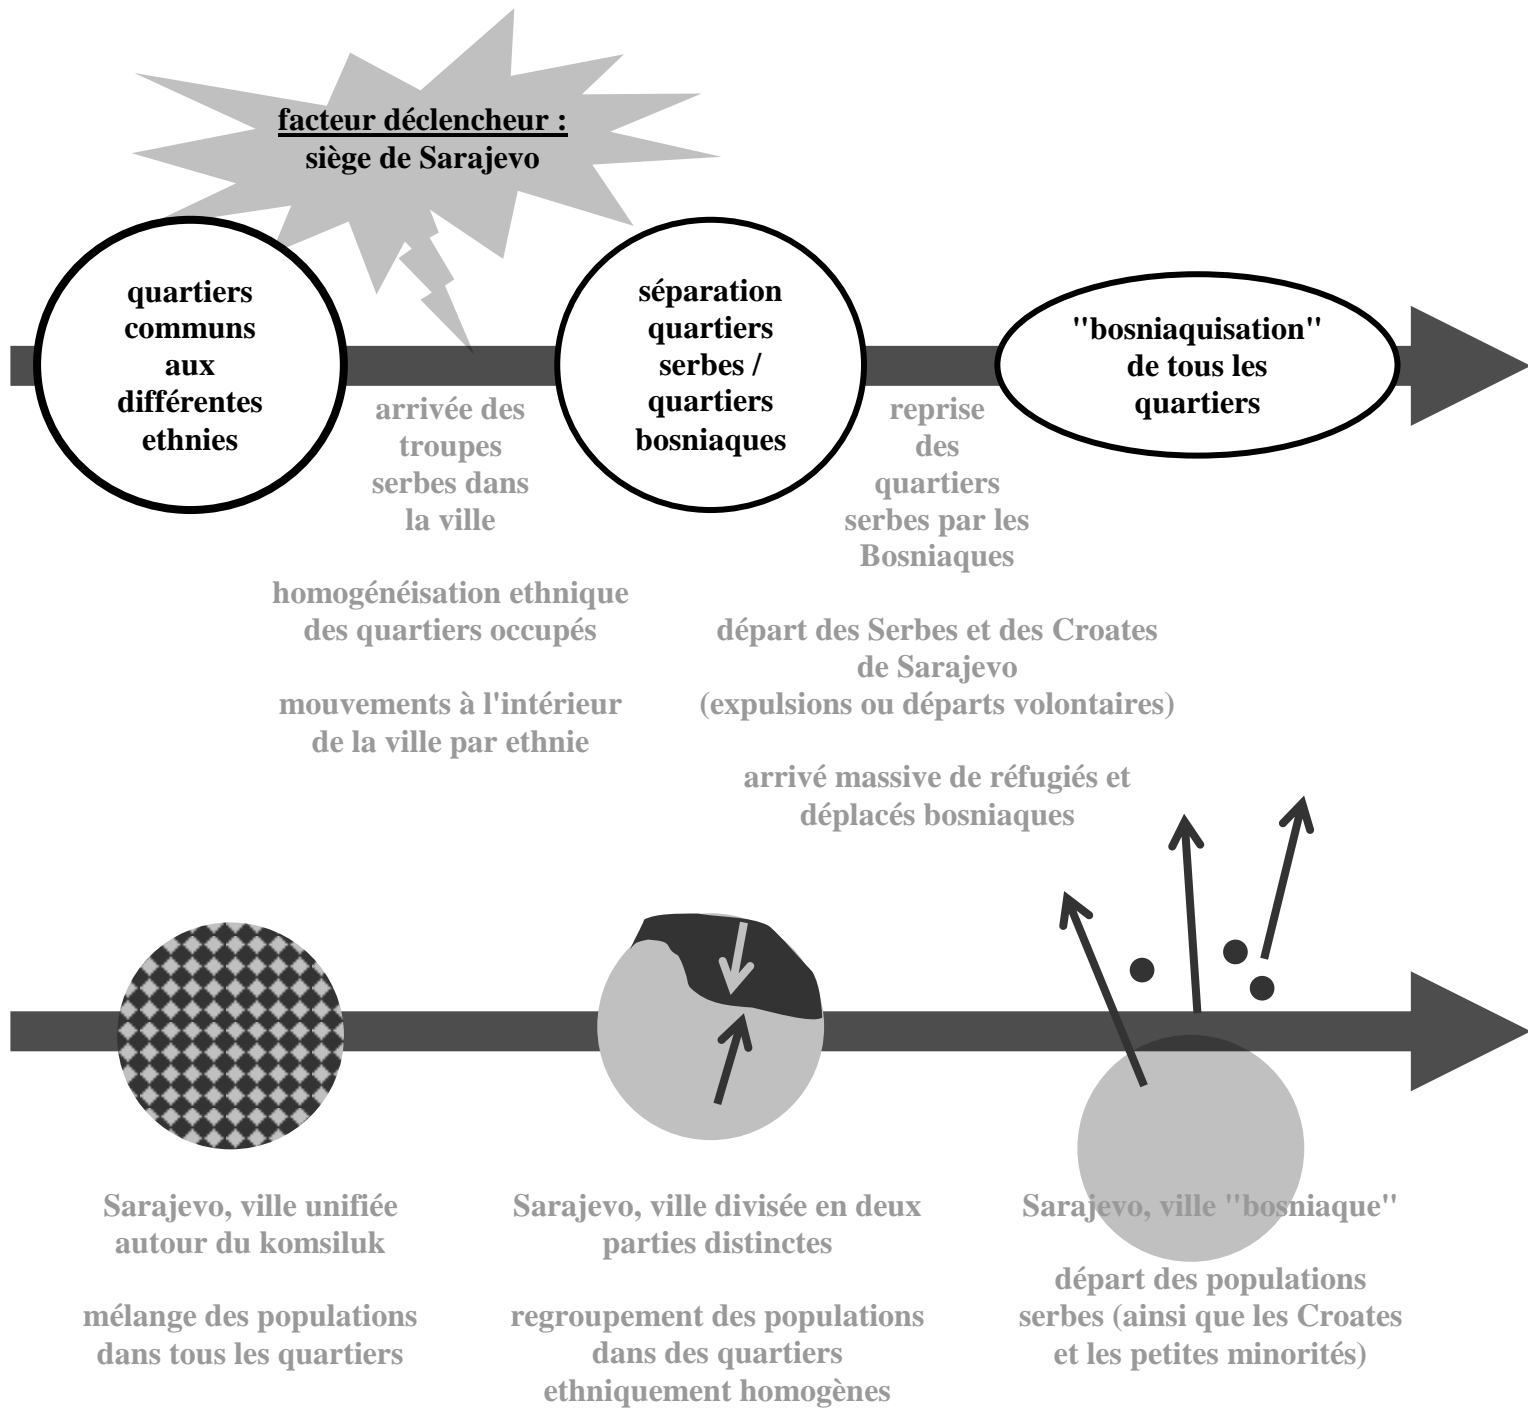 facteur déclencheur :
siège de Sarajevo
quartiers
communs
aux
différentes
ethnies
séparation
quartiers
serbes /
quartiers
bosniaques
"bosniaquisation"
de tous les
quartiers
arrivée des
troupes
serbes dans
la ville
homogénéisation ethnique
des quartiers occupés
mouvements à l'intérieur
de la ville par ethnie
reprise
des
quartiers
serbes par les
Bosniaques
départ des Serbes et des Croates
de Sarajevo
(expulsions ou départs volontaires)
arrivé massive de réfugiés et
déplacés bosniaques
Sarajevo, ville unifiée
autour du komsiluk
mélange des populations
dans tous les quartiers
Sarajevo, ville divisée en deux
parties distinctes
regroupement des populations
dans des quartiers
ethniquement homogènes
Sarajevo, ville "bosniaque"
départ des populations
serbes (ainsi que les Croates
et les petites minorités)